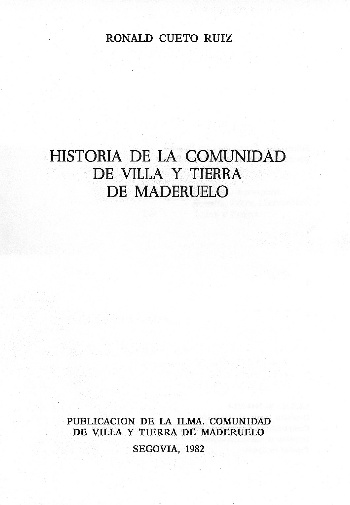 RONALD CUETO RUIZ
HISTORIA DE LA COMUNIDAD
DE VILLA Y TIERRA
DE MADERUELO
PUBLICACION DE LA ILMA. COMUNIDAD
DE VILLA Y TIERRA DE MADERUELO
SEGOVIA, 1982